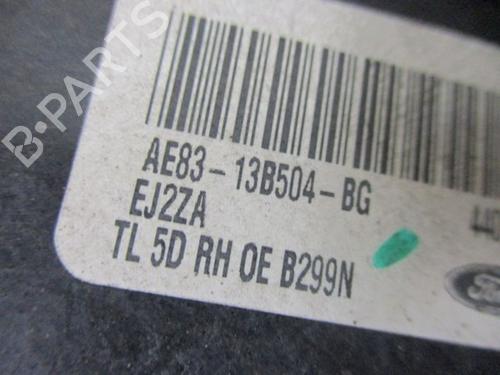 B-PARTS
AE83-13B504-BG
EJ2ZA
TL 5D RH OE B299N